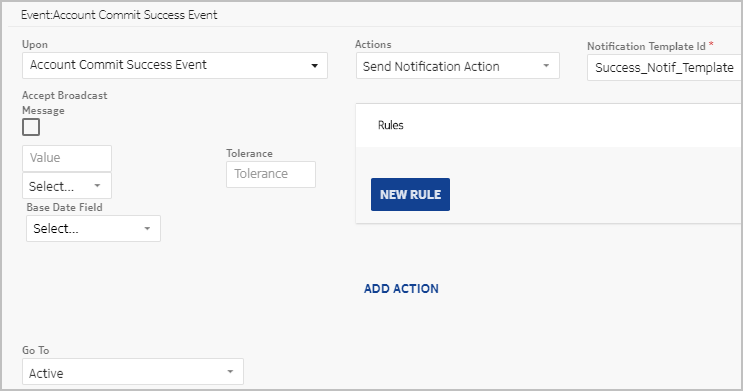 Event:Account Commit Success Event
Upon
Account Commit Success Event
Actions
Send Notification Action
Notification Template Id *
Success_Notif_Template
Accept Broadcast
Message
Value
Select...
Tolerance
Tolerance
Base Date Field
Select...
Rules
NEW RULE
ADD ACTION
Go To
Active